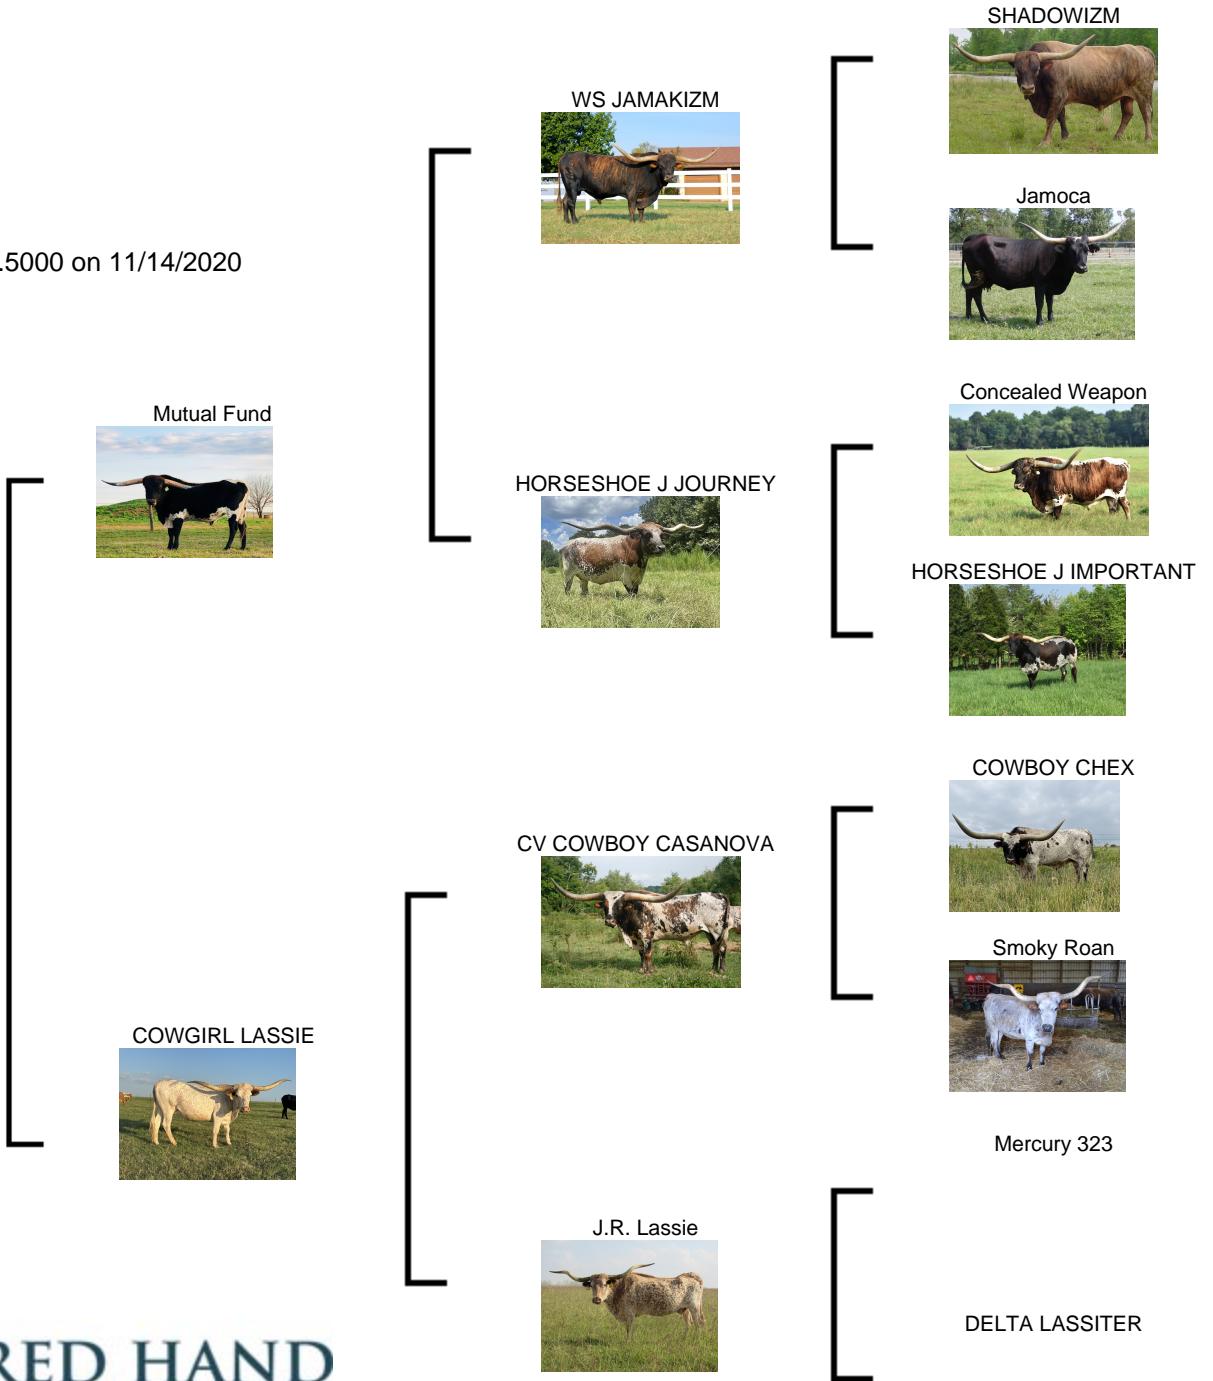 SHADOWIZM
WS JAMAKIZM
Jamoca
.5000 on 11/14/2020
Concealed Weapon
Mutual Fund
HORSESHOE J JOURNEY
HORSESHOE J IMPORTANT
COWBOY CHEX
CV COWBOY CASANOVA
Smoky Roan
COWGIRL LASSIE
Mercury 323
J.R. Lassie
DELTA LASSITER
RED HAND